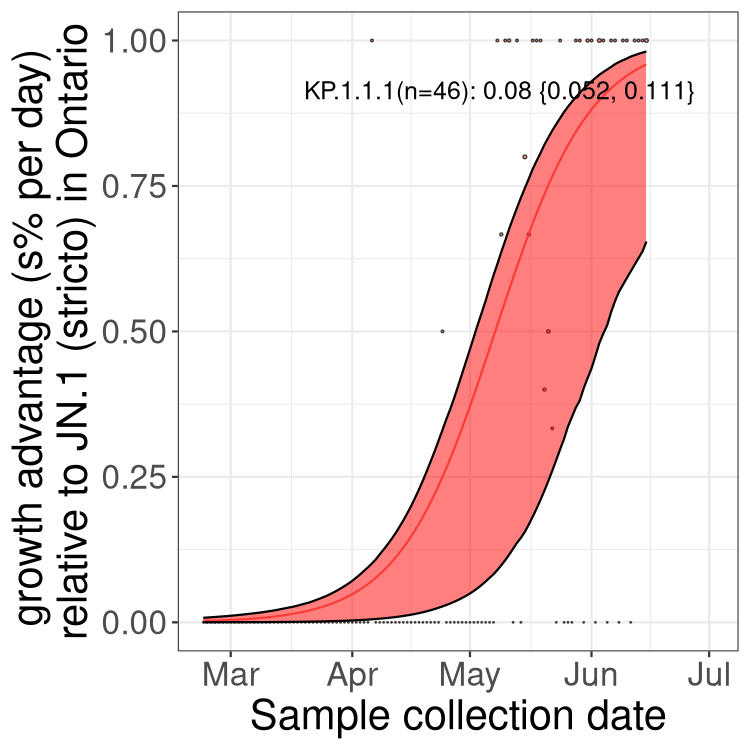 growth advantage (s% per day)
relative to JN.1 (stricto) in Ontario
1.00
0.75
0.50
0.25
0.00
KP.1.1.1(n=46): 0.08 {0.052, 0.111}
Mar Apr May Jun Jul
Sample collection date